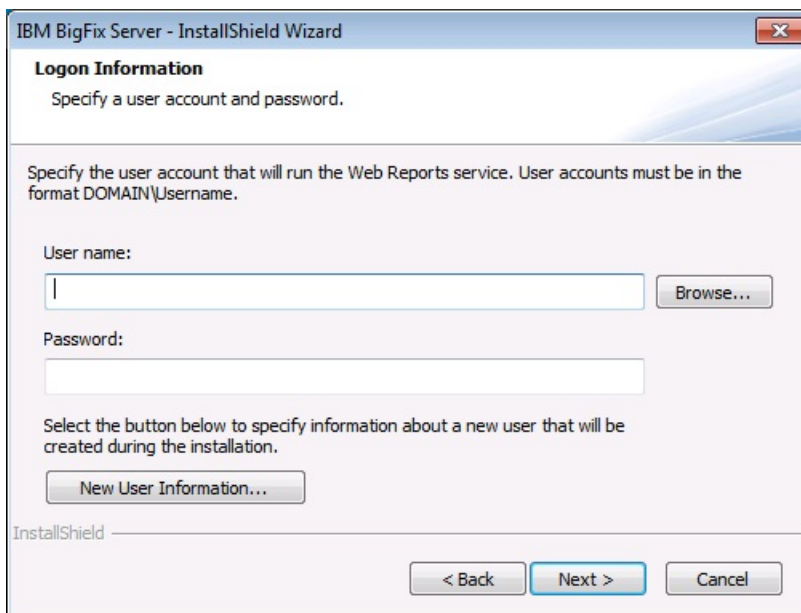 IBM BigFix Server - InstallShield Wizard
Logon Information
Specify a user account and password.
Specify the user account that will run the Web Reports service. User accounts must be in the
format DOMAIN\Username.
User name:
Browse...
Password:
Select the button below to specify information about a new user that will be
created during the installation.
New User Information...
InstallShield
< Back
Next >
Cancel